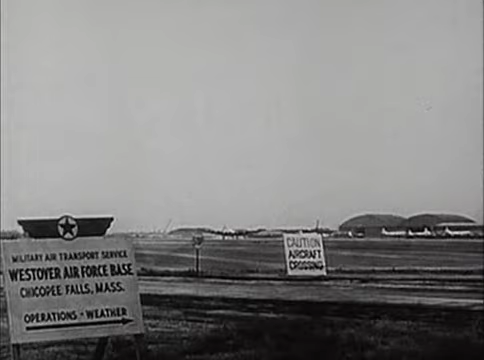 MILITARY AIR TRANSPORT SERVICE
WESTOVER AIR FORCE BASE
CHICOPEE FALLS, MASS.
OPERATIONS - WEATHER
CAUTION
AIRCRAFT
CROSSING